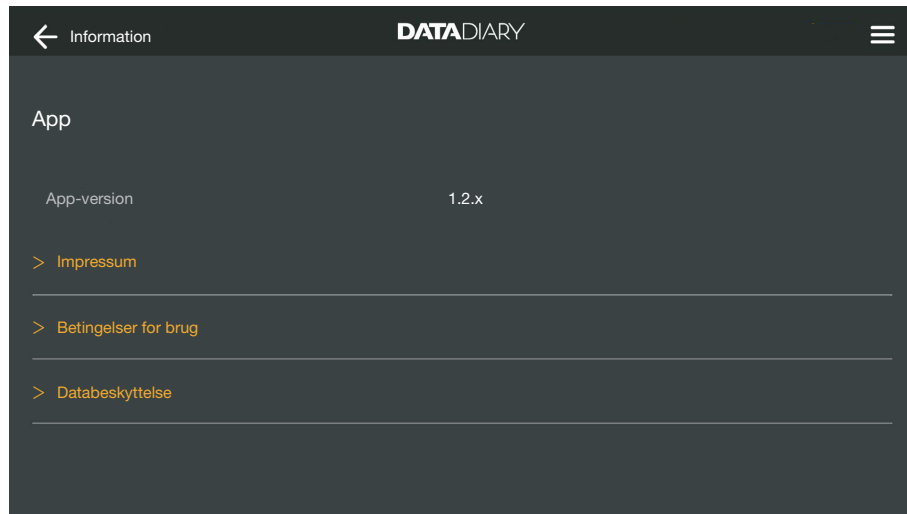 Information
DATADIARY
App
App-version
1.2.x
Impressum
Betingelser for brug
Databeskyttelse